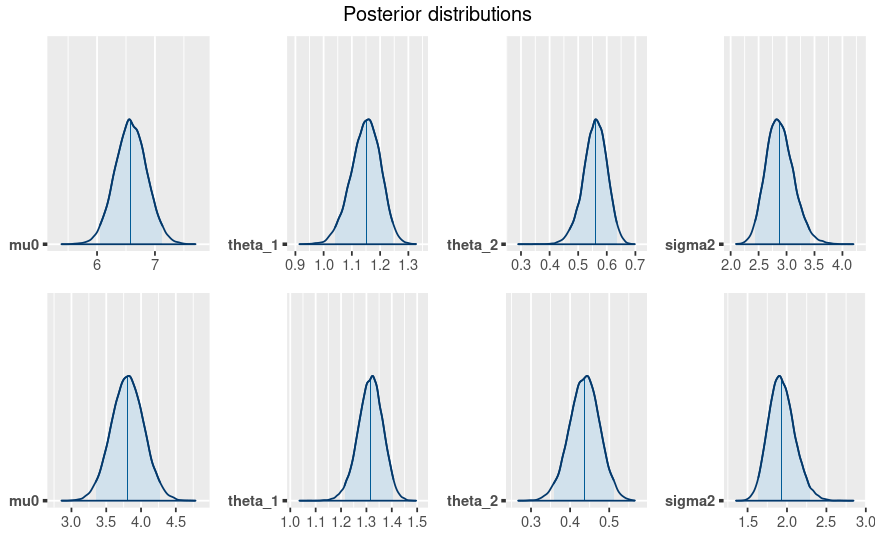 Posterior distributions
mu0 theta_1 theta_2 sigma2
6 7 0.9 1.0 1.1 1.2 1.3 0.3 0.4 0.5 0.6 0.7 2.0 2.5 3.0 3.5 4.0
mu0 theta_1 theta_2 sigma2
3.0 3.5 4.0 4.5 1.0 1.1 1.2 1.3 1.4 1.5 0.3 0.4 0.5 1.5 2.0 2.5 3.0